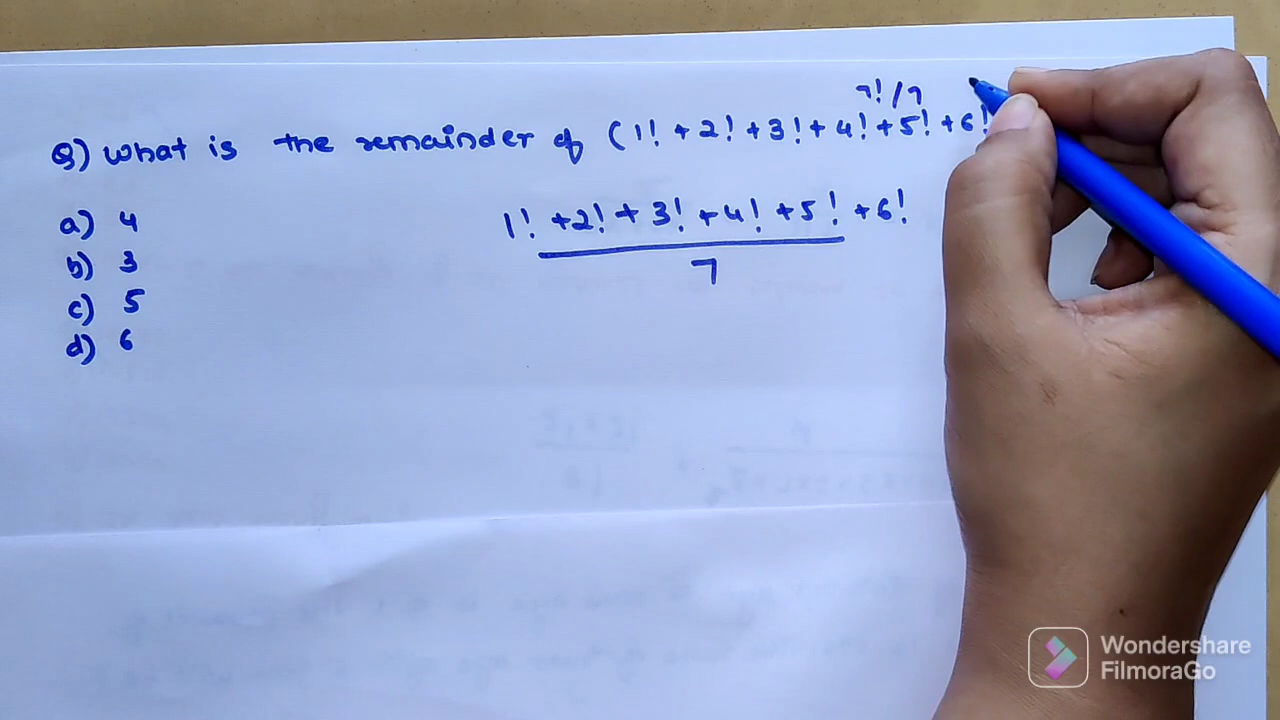 7! / 7
Q) What is the remainder of (1! + 2! + 3! + 4! + 5! + 6!
a) 4
b) 3
c) 5
d) 6
1! + 2! + 3! + 4! + 5! + 6!
7
Wondershare
FilmoraGo